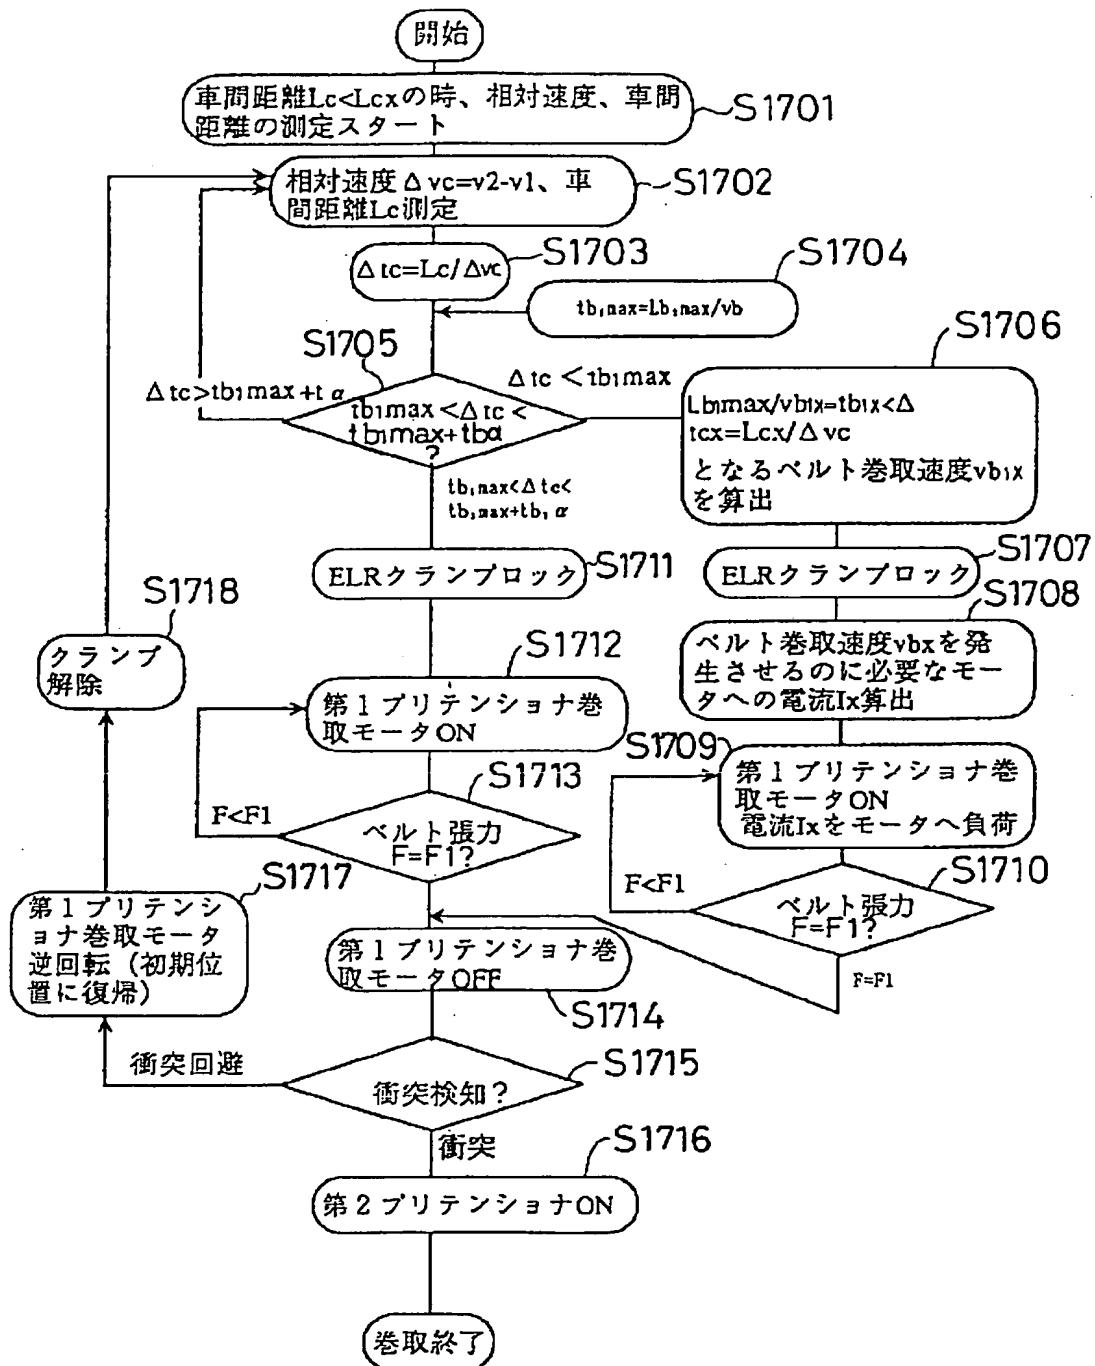 開始
車間距離Lc<Lcxの時、相対速度、車間
距離の測定スタート
S1701
相対速度Δvc=v2-v1、車
間距離Lc測定
S1702
Δtc=Lc/Δvc
S1703
S1704
tb₁max=Lb₁max/vb
S1705
Δtc>tb₁max+tα
Δtc<tb₁max
tb₁max<Δtc<
tb₁max+tbα
?
S1706
Lb₁max/vb₁x=tb₁x<Δ
tcx=Lcx/Δvc
となるベルト巻取速度vb₁x
を算出
tb₁max<Δtc<
tb₁max+tb₁α
ELRクランプロック
S1711
ELRクランプロック
S1707
S1718
クランプ
解除
S1712
第1プリテンショナ巻
取モータON
S1708
ベルト巻取速度vbxを発
生させるのに必要なモー
タへの電流Ix算出
S1709
第1プリテンショナ巻
取モータON
電流Ixをモータへ負荷
S1713
F<F1
ベルト張力
F=F1?
S1710
F<F1
ベルト張力
F=F1?
F=F1
S1717
第1プリテンシ
ョナ巻取モータ
逆回転(初期位
置に復帰)
第1プリテンショナ巻
取モータOFF
S1714
衝突回避
衝突検知?
S1715
衝突
S1716
第2プリテンショナON
巻取終了